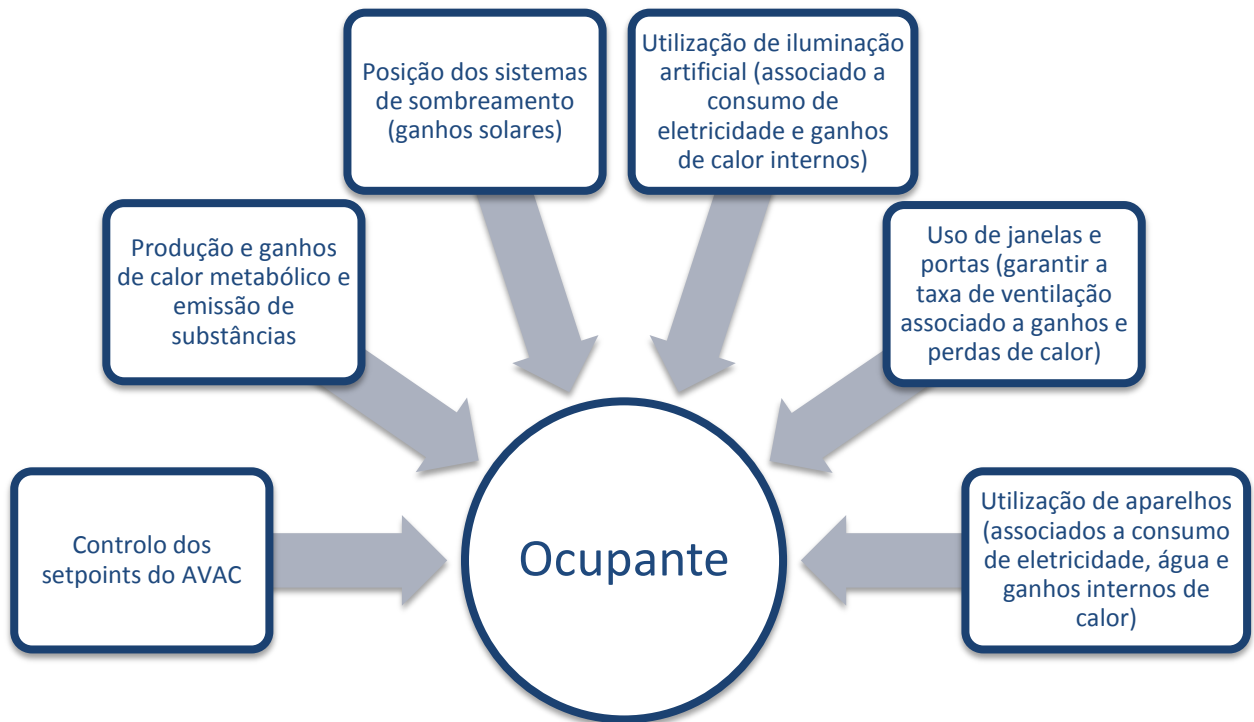 Utilização de iluminação
artificial (associado a
consumo de
eletricidade e ganhos
de calor internos)
Posição dos sistemas
de sombreamento
(ganhos solares)
Uso de janelas e
portas (garantir a
taxa de ventilação
associado a ganhos e
perdas de calor)
Produção e ganhos
de calor metabólico e
emissão de
substâncias
Utilização de aparelhos
(associados a consumo
de eletricidade, água e
ganhos internos de
calor)
Controlo dos
setpoints do AVAC
Ocupante